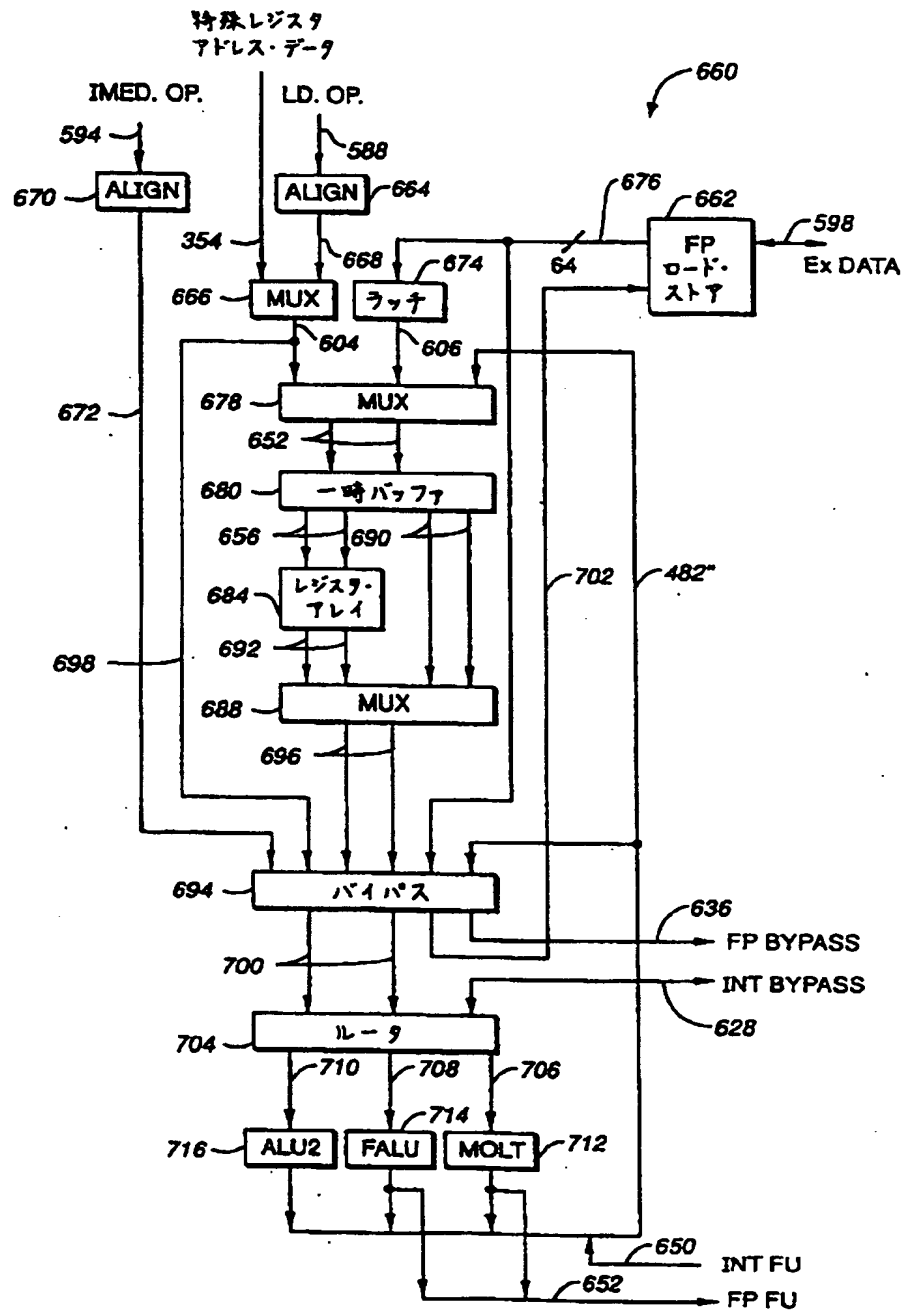 特殊レジスタ
アドレス・データ
660
IMED. OP.
LD. OP.
594
588
670
ALIGN
ALIGN
664
676
662
598
354
668
674
64
FP
ロード・
ストア
Ex DATA
666
MUX
ラッチ
604
606
678
MUX
672
652
680
一時バッファ
656
690
702
482"
684
レジスタ・
アレイ
692
698
688
MUX
696
694
バイパス
636
FP BYPASS
700
INT BYPASS
628
704
ルータ
710
708
706
714
716
ALU2
FALU
MOLT
712
650
INT FU
652
FP FU